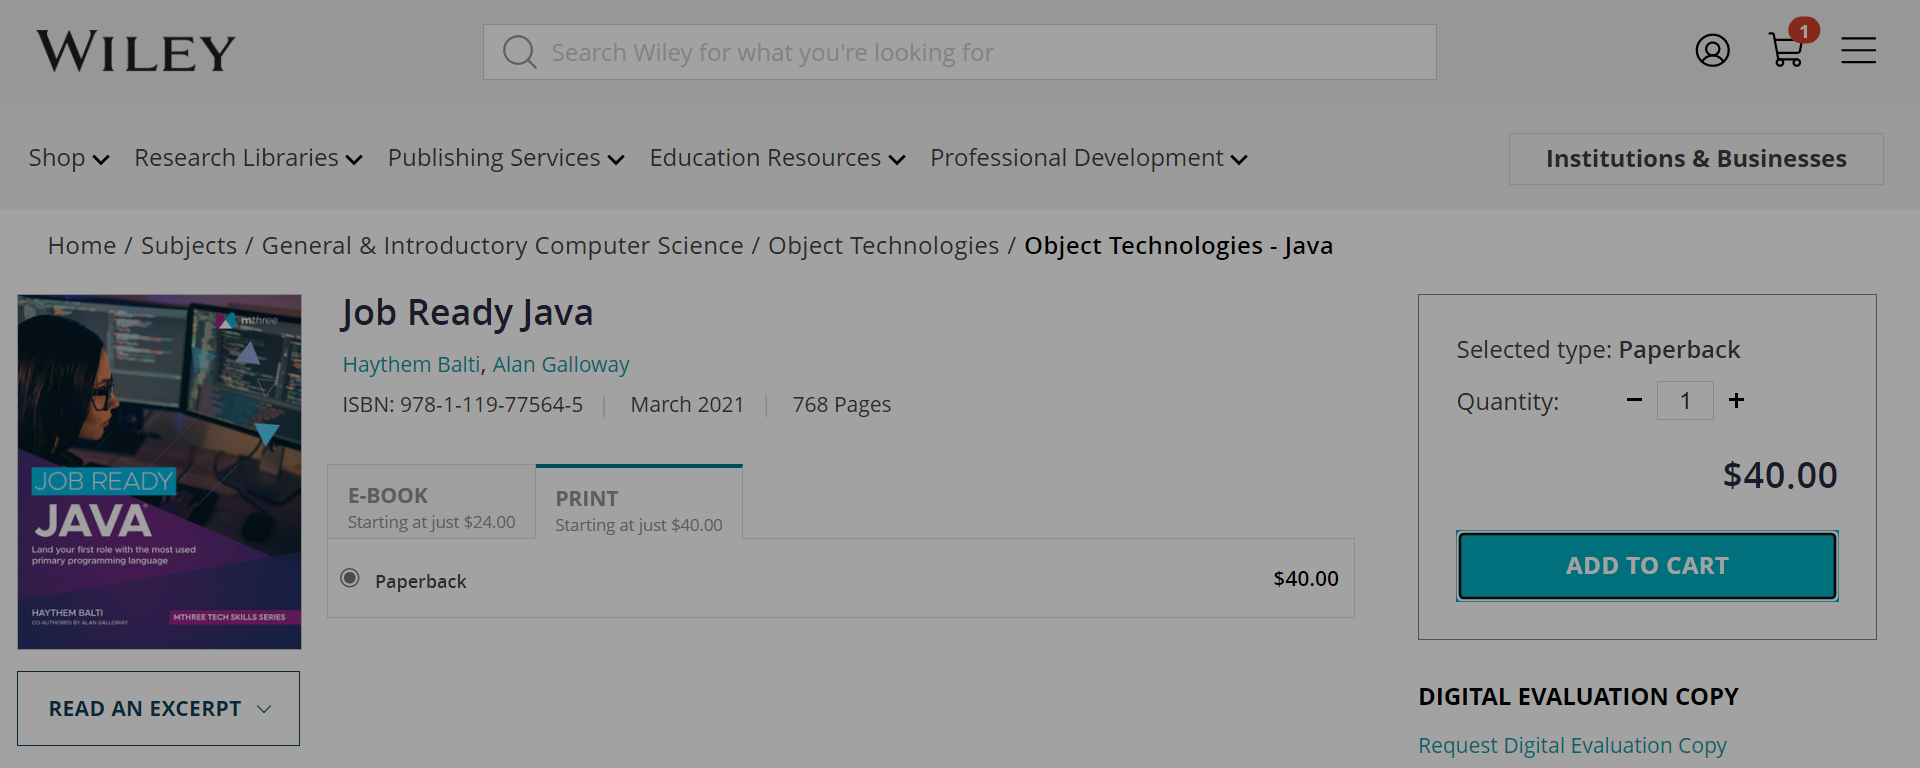 WILEY
Search Wiley for what you're looking for
1
Shop
Research Libraries
Publishing Services
Education Resources
Professional Development
Institutions & Businesses
Home / Subjects / General & Introductory Computer Science / Object Technologies / Object Technologies - Java
mthree
JOB READY
JAVA
Land your first role with the most used
primary programming language
HAYTHEM BALTI
CO-AUTHORED BY ALAN GALLOWAY
MTHREE TECH SKILLS SERIES
READ AN EXCERPT
Job Ready Java
Haythem Balti, Alan Galloway
ISBN: 978-1-119-77564-5 | March 2021 | 768 Pages
E-BOOK
Starting at just $24.00
PRINT
Starting at just $40.00
Paperback
$40.00
Selected type: Paperback
Quantity: − 1 +
$40.00
ADD TO CART
DIGITAL EVALUATION COPY
Request Digital Evaluation Copy